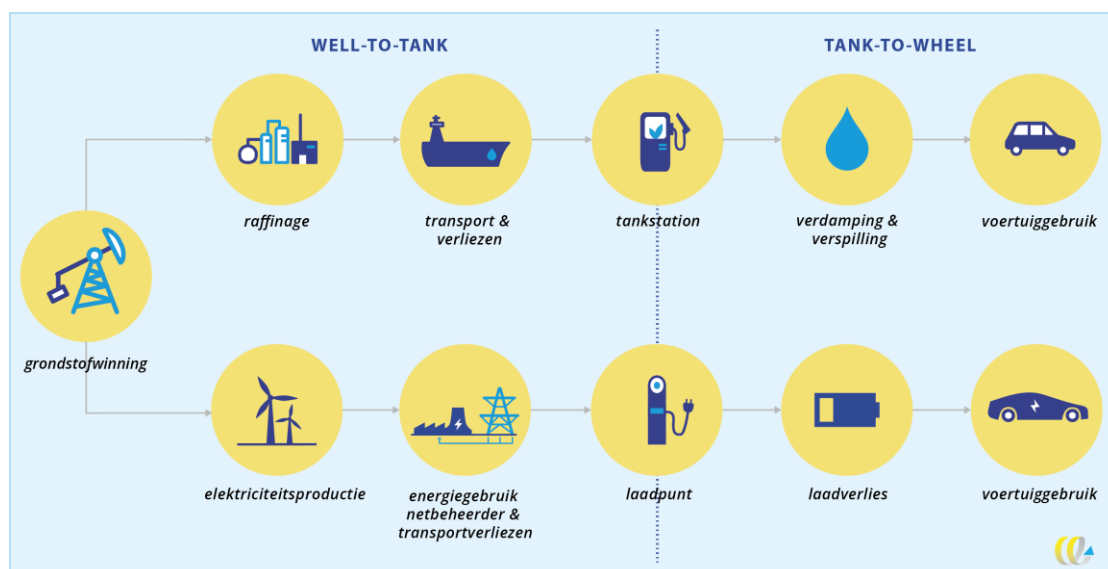 WELL-TO-TANK
TANK-TO-WHEEL
raffinage
transport &
verliezen
tankstation
verdamping &
verspilling
voertuiggebruik
grondstofwinning
elektriciteitsproductie
energiegebruik
netbeheerder &
transportverliezen
laadpunt
laadverlies
voertuiggebruik